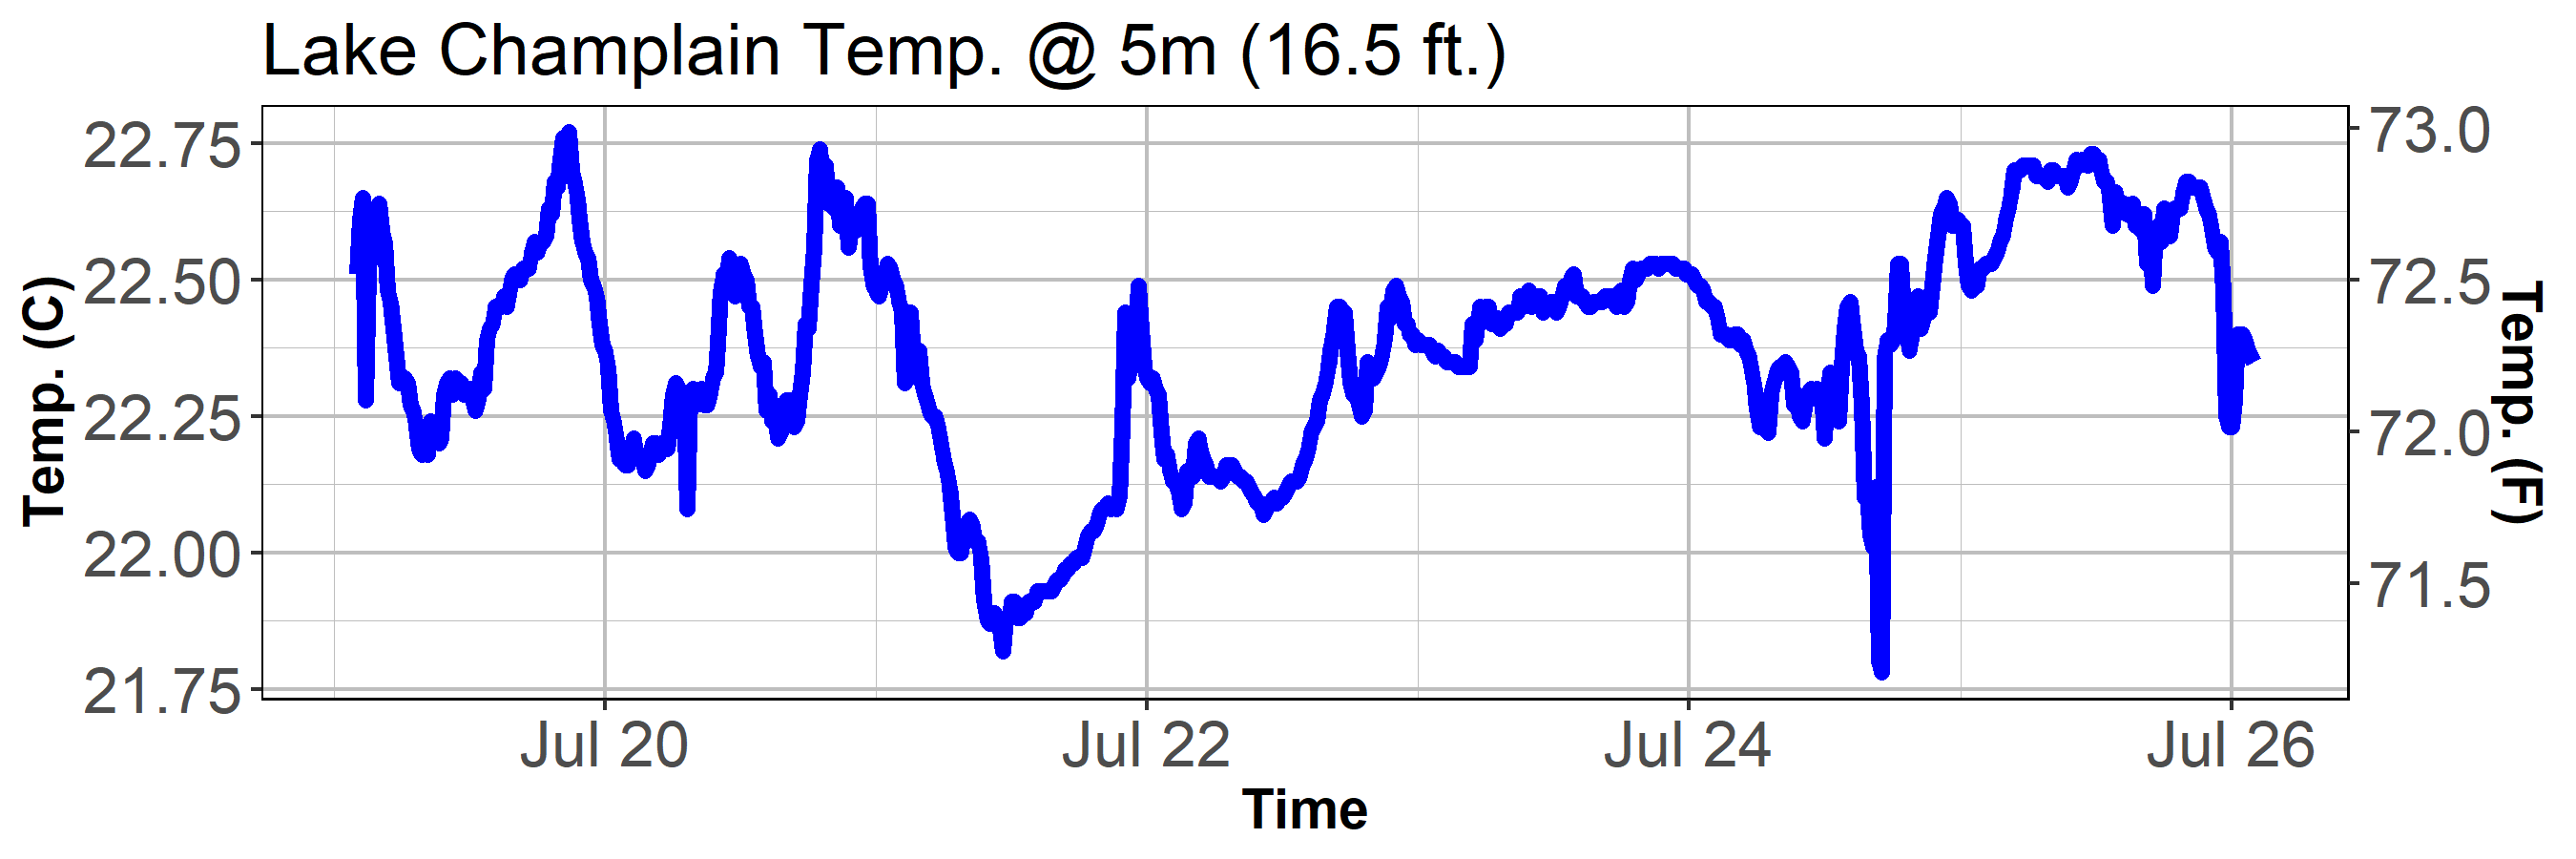 Lake Champlain Temp. @ 5m (16.5 ft.)
Temp. (C)
22.75
22.50
22.25
22.00
21.75
73.0
72.5
72.0
71.5
Temp. (F)
Jul 20
Jul 22
Jul 24
Jul 26
Time